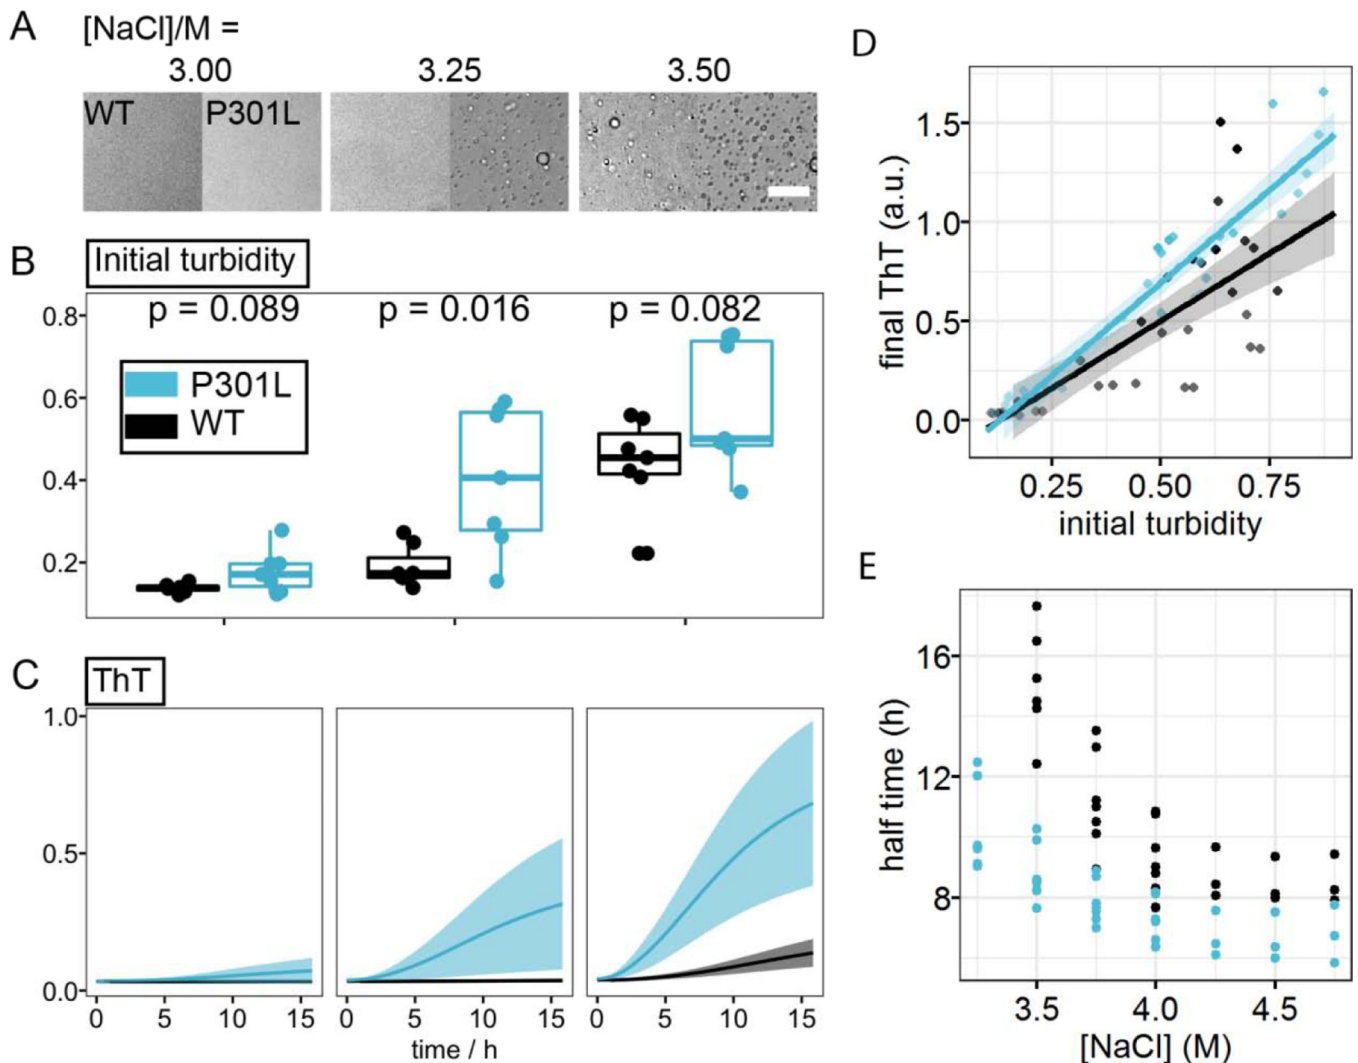 A
[NaCl]/M =
3.00
3.25
3.50
WT
P301L
B
Initial turbidity
p = 0.089
p = 0.016
p = 0.082
P301L
WT
0.8
0.6
0.4
0.2
C
ThT
1.0
0.5
0.0
0
5
10
15
0
5
10
15
0
5
10
15
time / h
D
final ThT (a.u.)
1.5
1.0
0.5
0.0
0.25
0.50
0.75
initial turbidity
E
half time (h)
16
12
8
3.5
4.0
4.5
[NaCl] (M)